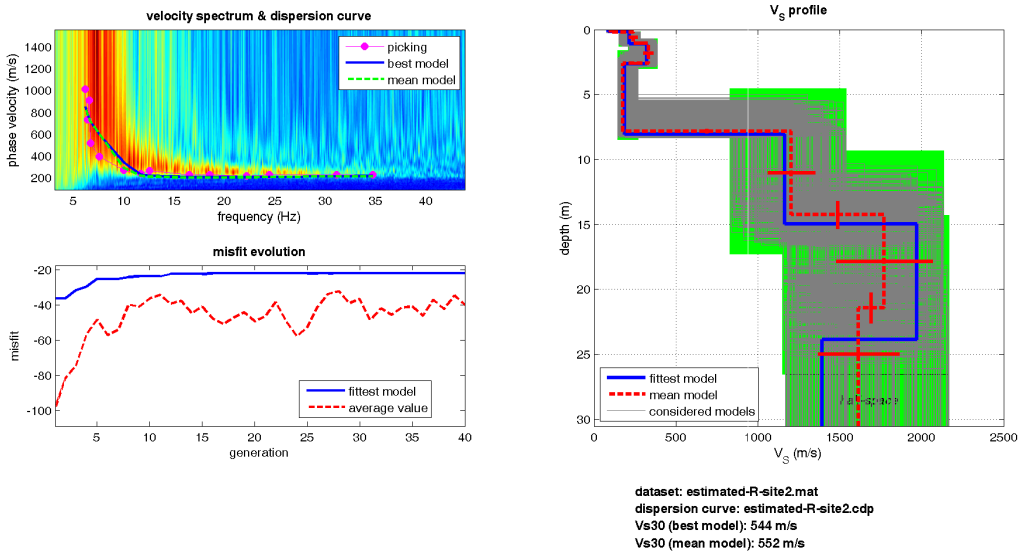 velocity spectrum & dispersion curve
phase velocity (m/s)
1400
1200
1000
800
600
400
200
picking
best model
mean model
5 10 15 20 25 30 35 40
frequency (Hz)
misfit evolution
misfit
-20
-40
-60
-80
-100
fittest model
average value
5 10 15 20 25 30 35 40
generation
VS profile
depth (m)
0
5
10
15
20
25
30
fittest model
mean model
considered models
half-space
0 500 1000 1500 2000 2500
VS (m/s)
dataset: estimated-R-site2.mat
dispersion curve: estimated-R-site2.cdp
Vs30 (best model): 544 m/s
Vs30 (mean model): 552 m/s